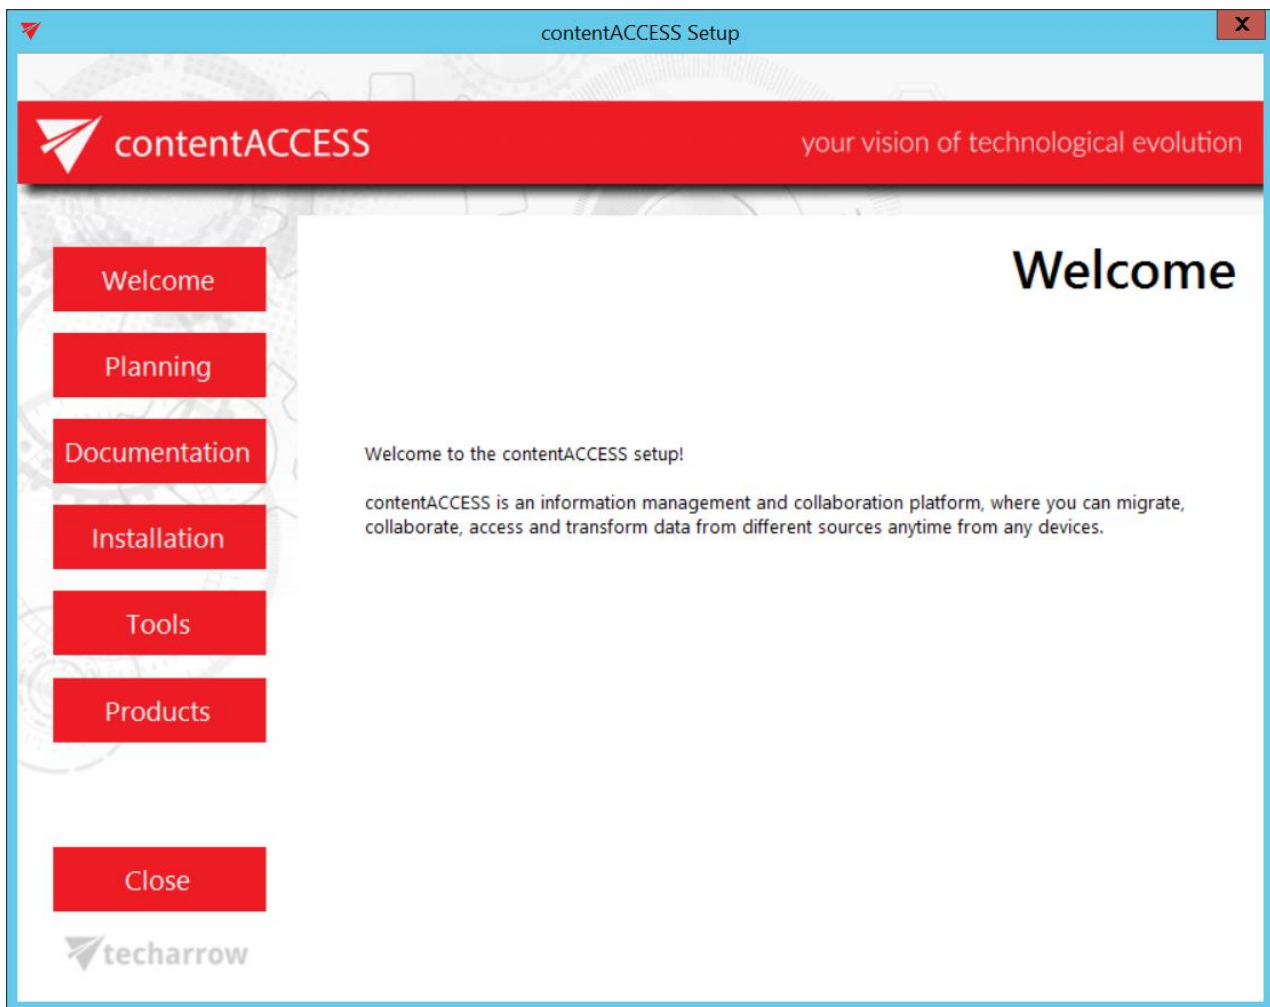 contentACCESS Setup
X
contentACCESS
your vision of technological evolution
Welcome
Planning
Documentation
Installation
Tools
Products
Close
techarrow
Welcome
Welcome to the contentACCESS setup!
contentACCESS is an information management and collaboration platform, where you can migrate,
collaborate, access and transform data from different sources anytime from any devices.